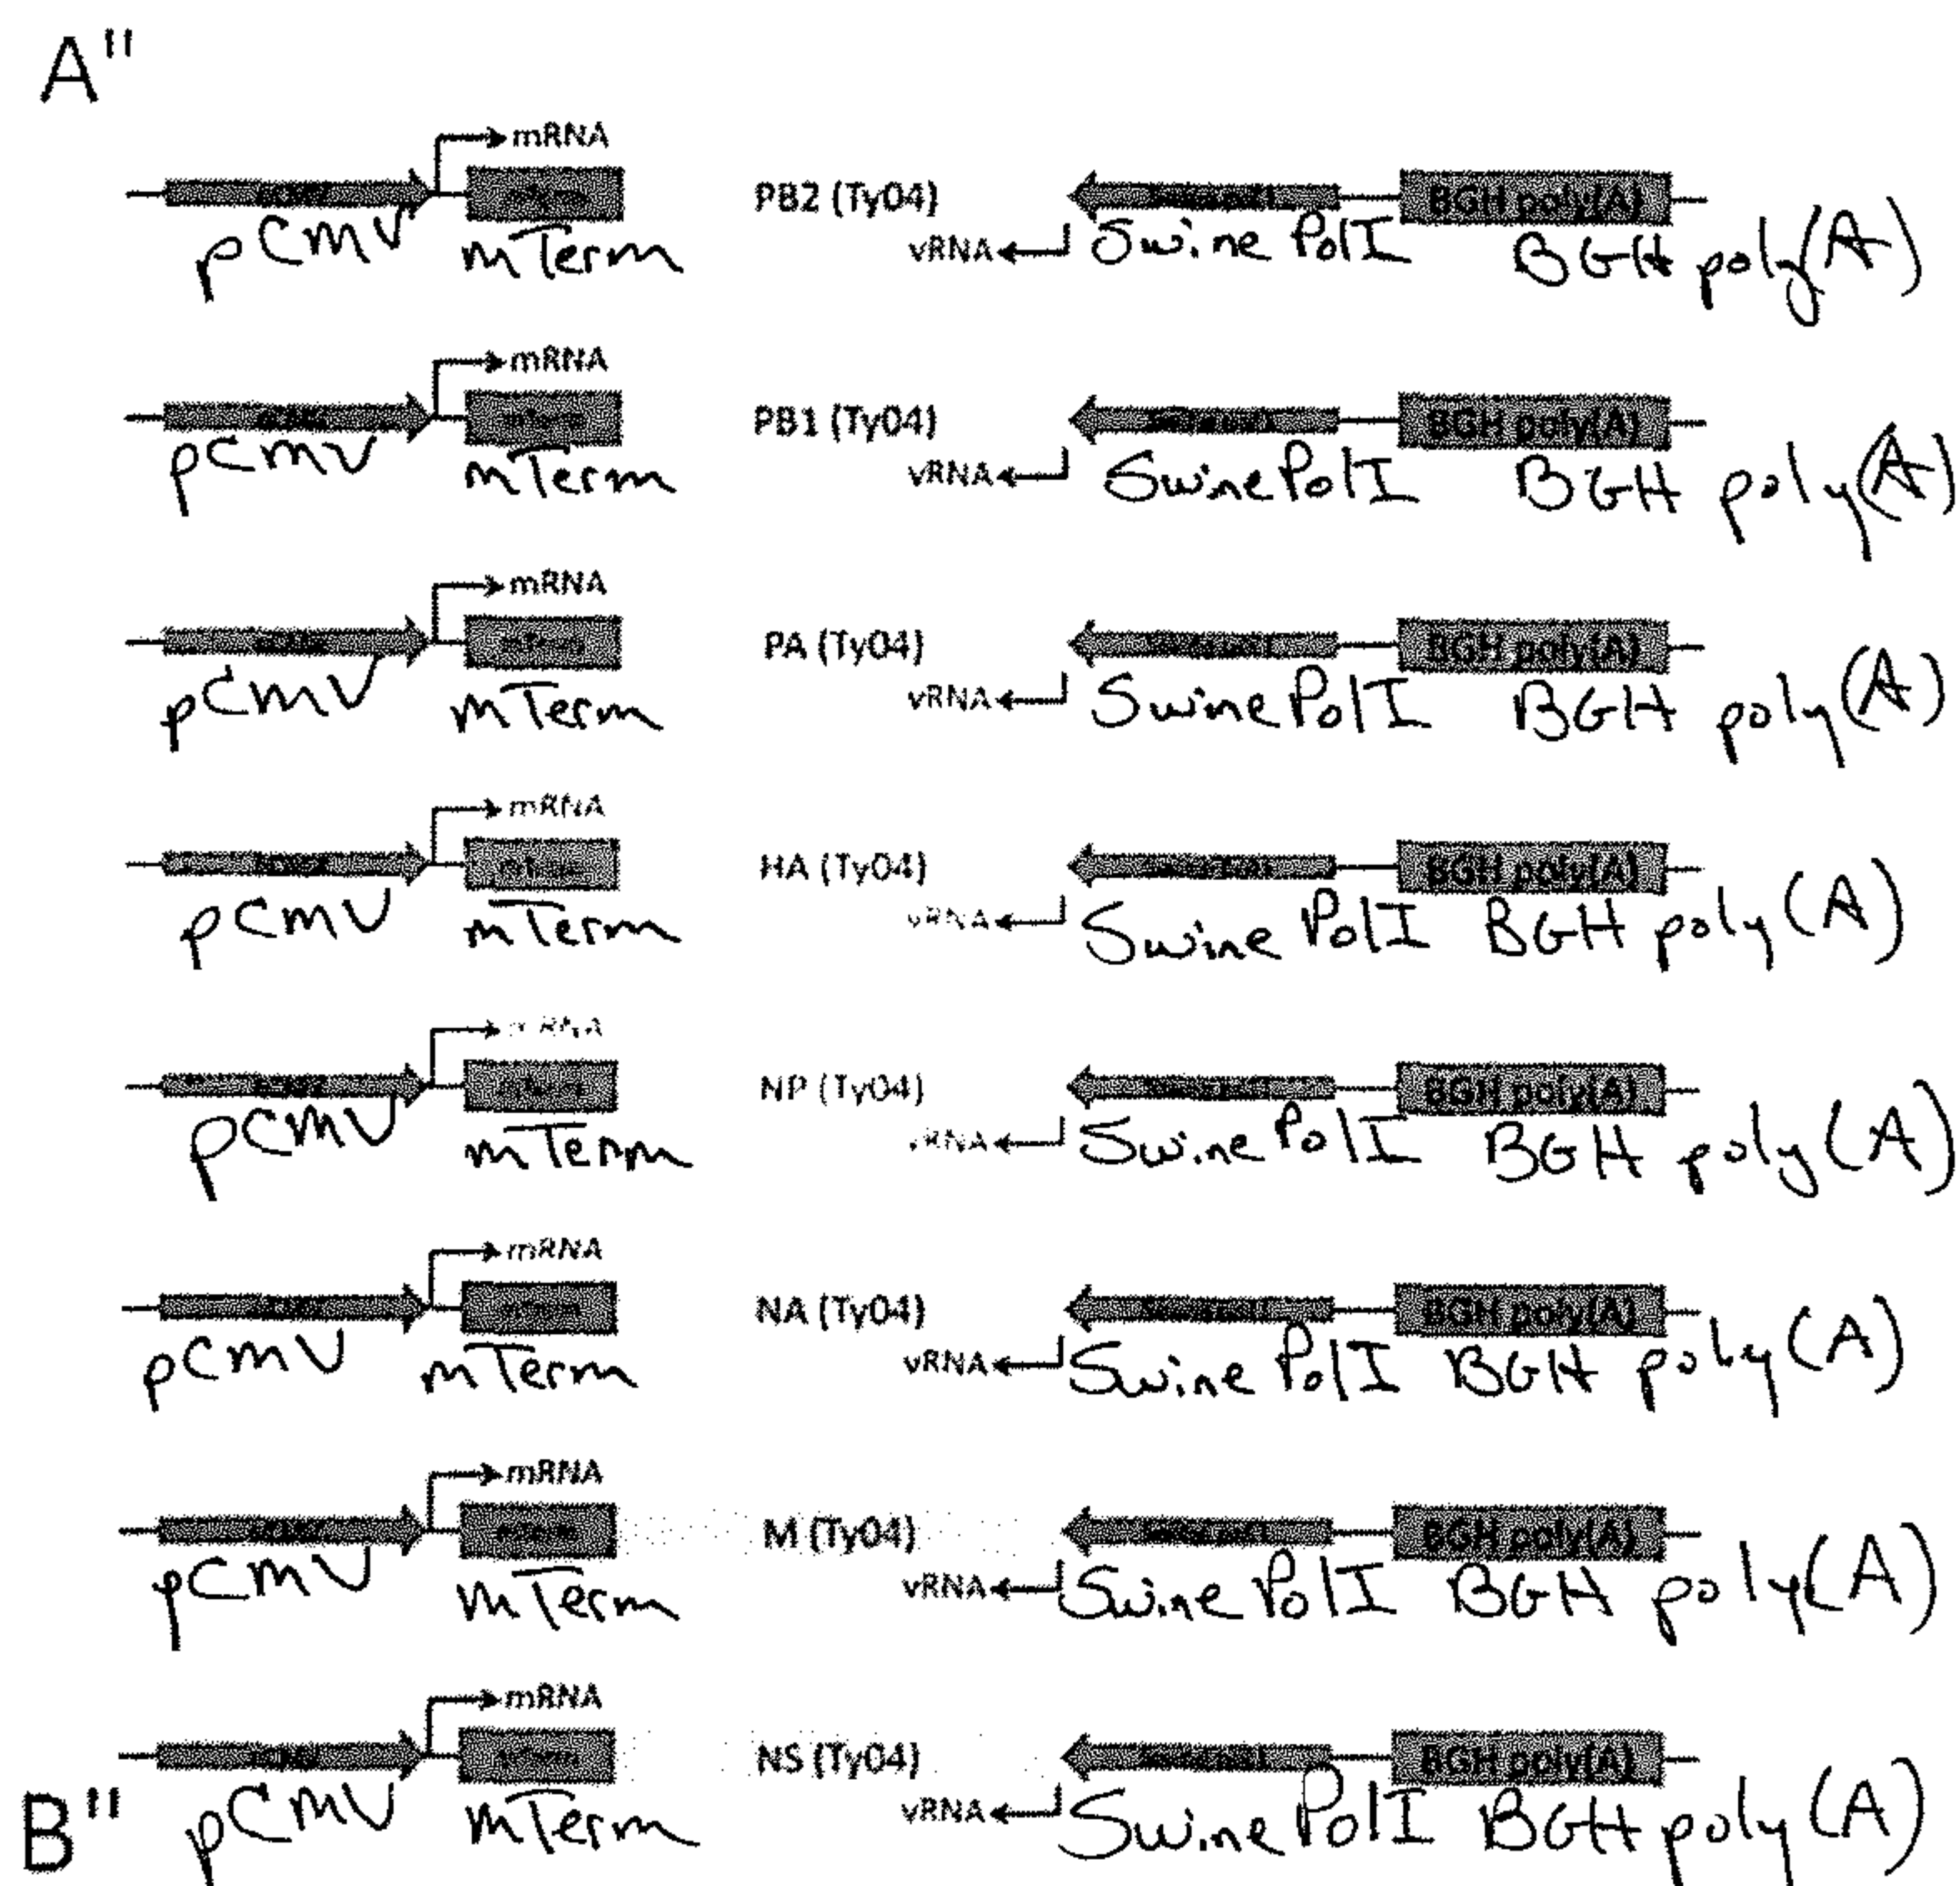 A"
mRNA
PB2 (Ty04) BGH poly(A)
vRNA
pCMV mTerm Swine PolI BGH poly(A)
mRNA
PB1 (Ty04) BGH poly(A)
vRNA
pCMV mTerm Swine PolI BGH poly(A)
mRNA
PA (Ty04) BGH poly(A)
vRNA
pCMV mTerm Swine PolI BGH poly(A)
mRNA
HA (Ty04) BGH poly(A)
vRNA
pCMV mTerm Swine PolI BGH poly(A)
mRNA
NP (Ty04) BGH poly(A)
vRNA
pCMV mTerm Swine PolI BGH poly(A)
mRNA
NA (Ty04) BGH poly(A)
vRNA
pCMV mTerm Swine PolI BGH poly(A)
mRNA
M (Ty04) BGH poly(A)
vRNA
pCMV mTerm Swine PolI BGH poly(A)
mRNA
NS (Ty04) BGH poly(A)
vRNA
B" pCMV mTerm Swine PolI BGH poly(A)